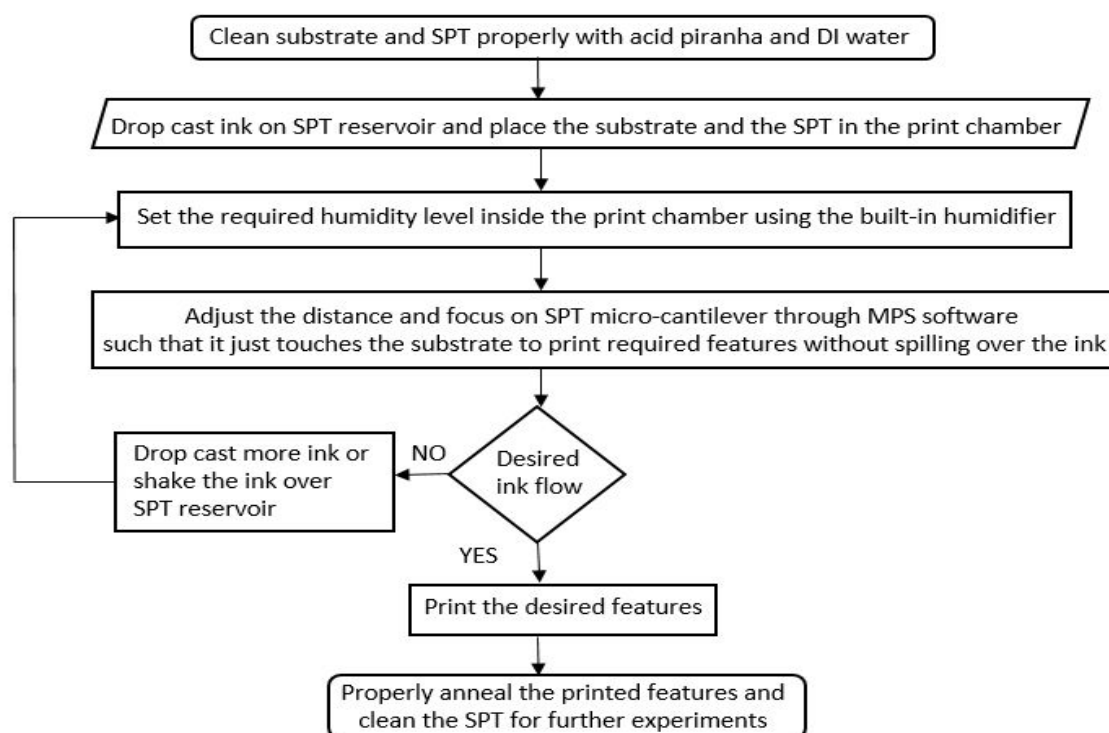 Clean substrate and SPT properly with acid piranha and DI water
Drop cast ink on SPT reservoir and place the substrate and the SPT in the print chamber
Set the required humidity level inside the print chamber using the built-in humidifier
Adjust the distance and focus on SPT micro-cantilever through MPS software
such that it just touches the substrate to print required features without spilling over the ink
Desired
ink flow
NO
Drop cast more ink or
shake the ink over
SPT reservoir
YES
Print the desired features
Properly anneal the printed features and
clean the SPT for further experiments